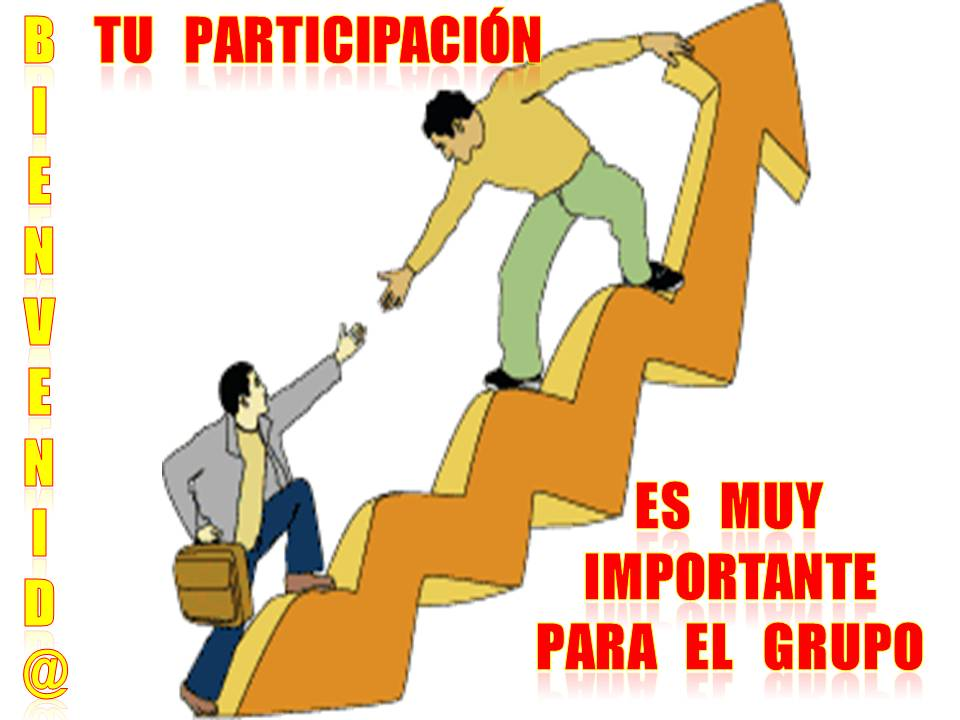 BIENVENID@
TU PARTICIPACIÓN
ES MUY
IMPORTANTE
PARA EL GRUPO